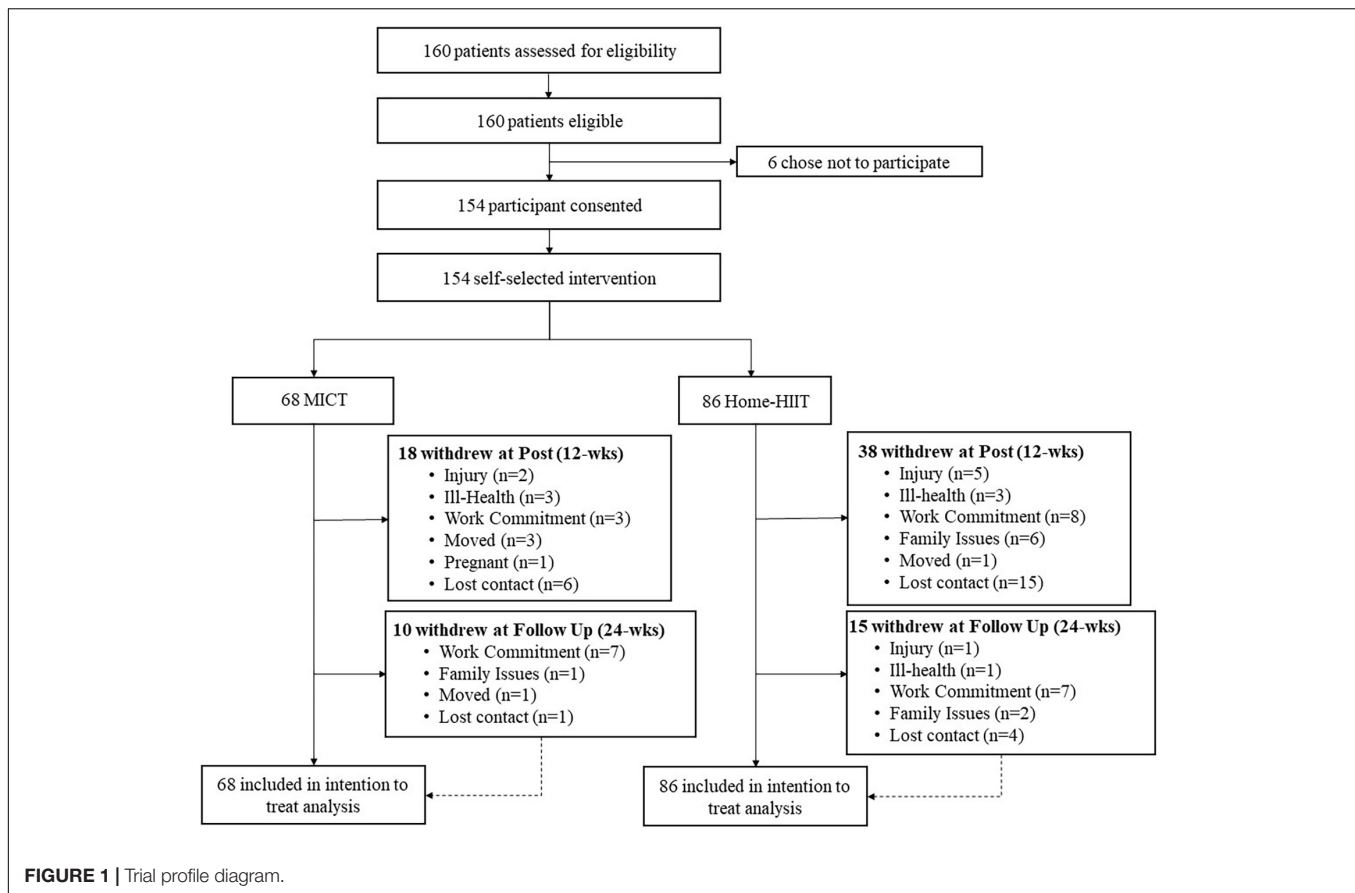 160 patients assessed for eligibility
160 patients eligible
6 chose not to participate
154 participant consented
154 self-selected intervention
68 MICT
86 Home-HIIT
18 withdrew at Post (12-wks)
• Injury (n=2)
• Ill-Health (n=3)
• Work Commitment (n=3)
• Moved (n=3)
• Pregnant (n=1)
• Lost contact (n=6)
38 withdrew at Post (12-wks)
• Injury (n=5)
• Ill-health (n=3)
• Work Commitment (n=8)
• Family Issues (n=6)
• Moved (n=1)
• Lost contact (n=15)
10 withdrew at Follow Up (24-wks)
• Work Commitment (n=7)
• Family Issues (n=1)
• Moved (n=1)
• Lost contact (n=1)
15 withdrew at Follow Up (24-wks)
• Injury (n=1)
• Ill-health (n=1)
• Work Commitment (n=7)
• Family Issues (n=2)
• Lost contact (n=4)
68 included in intention to
treat analysis
86 included in intention to
treat analysis
FIGURE 1 | Trial profile diagram.